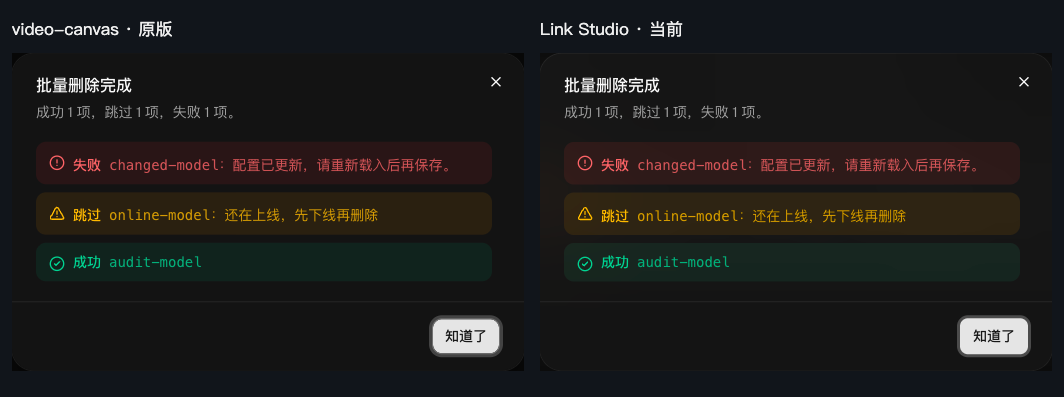 video-canvas · 原版
批量删除完成
成功 1 项，跳过 1 项，失败 1 项。
失败 changed-model：配置已更新，请重新载入后再保存。
跳过 online-model：还在上线，先下线再删除
成功 audit-model
知道了
Link Studio · 当前
批量删除完成
成功 1 项，跳过 1 项，失败 1 项。
失败 changed-model：配置已更新，请重新载入后再保存。
跳过 online-model：还在上线，先下线再删除
成功 audit-model
知道了